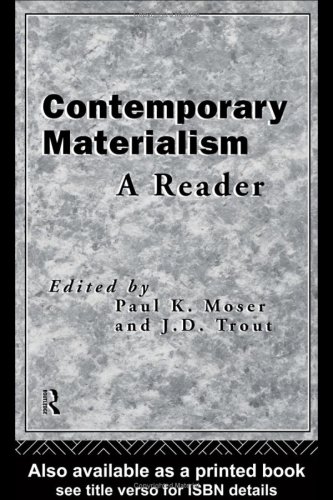 Contemporary
Materialism
A Reader
Edited by
Paul K. Moser
and J.D. Trout
ROUTLEDGE
Also available as a printed book
see title verso for ISBN details